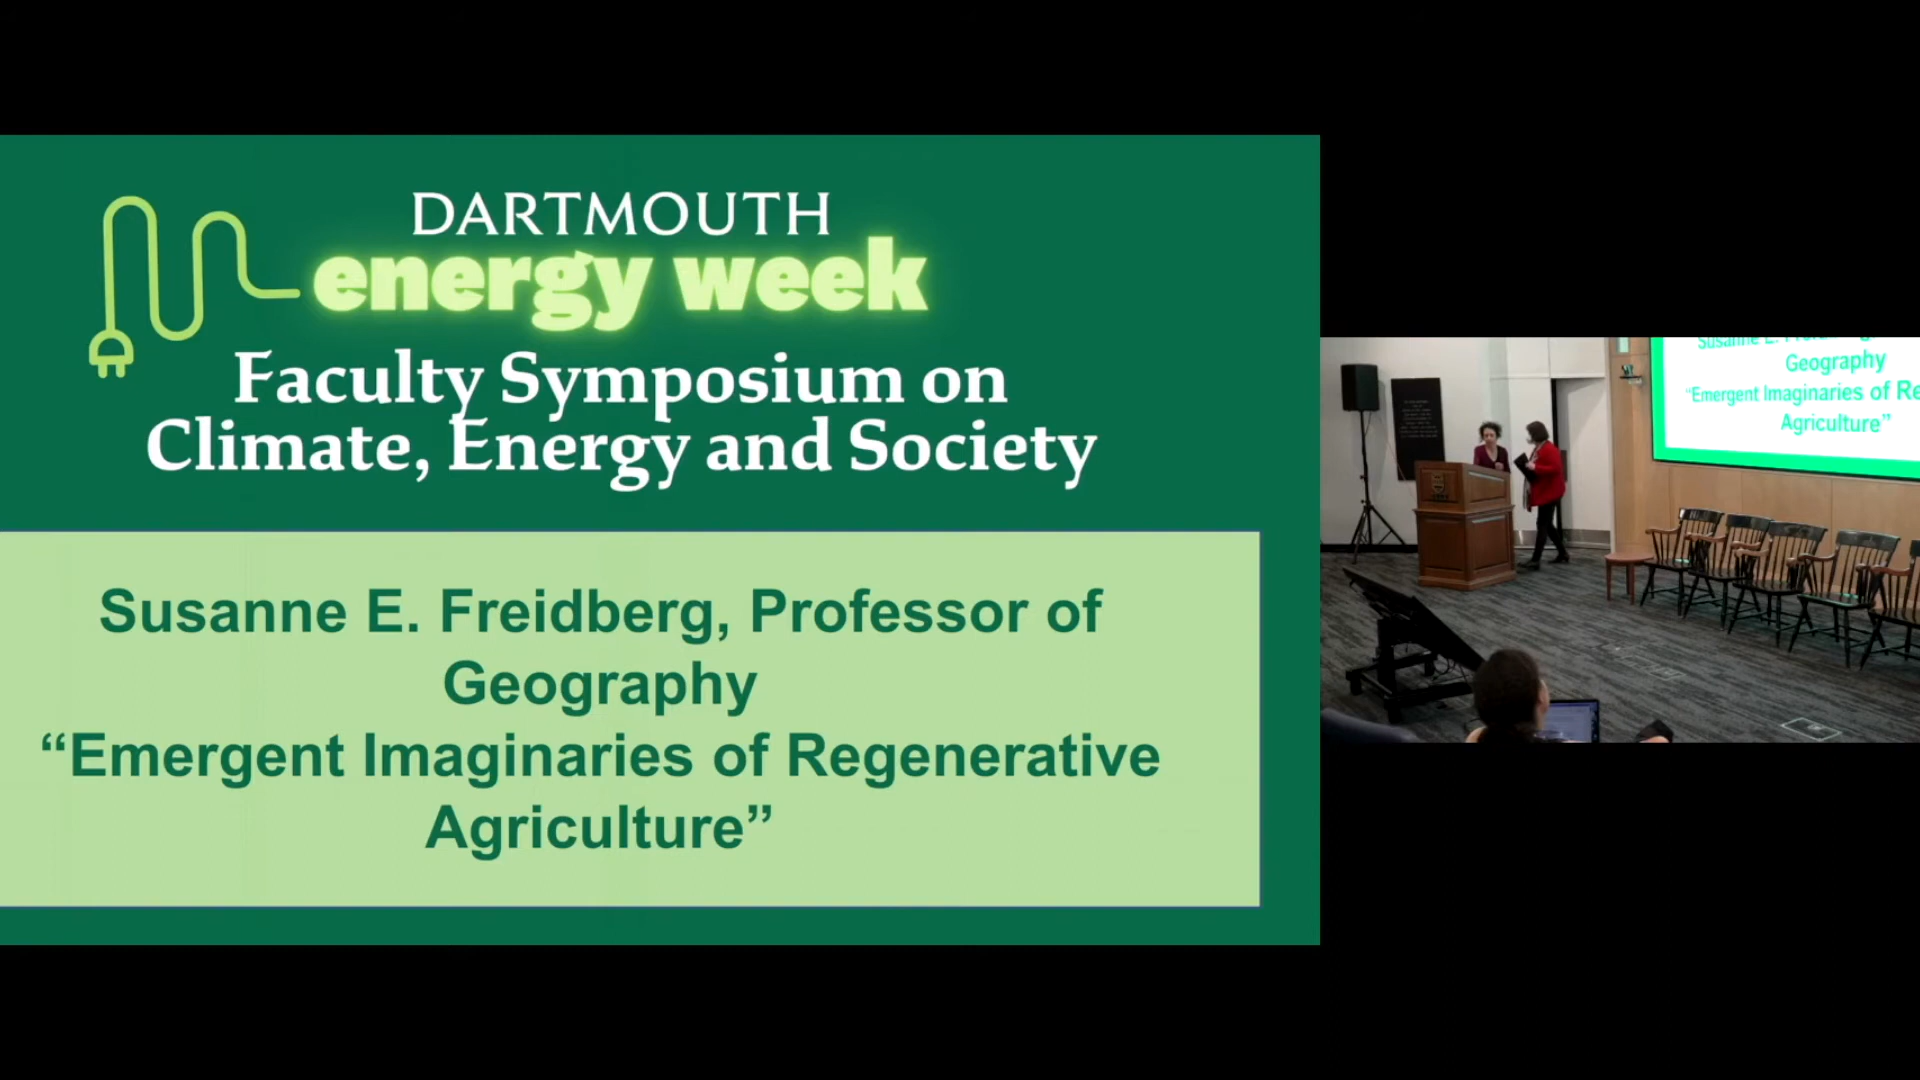 DARTMOUTH
energy week
Faculty Symposium on
Climate, Energy and Society
Susanne E. Freidberg, Professor of
Geography
“Emergent Imaginaries of Regenerative
Agriculture”
Geography
“Emergent Imaginaries of Re
Agriculture”